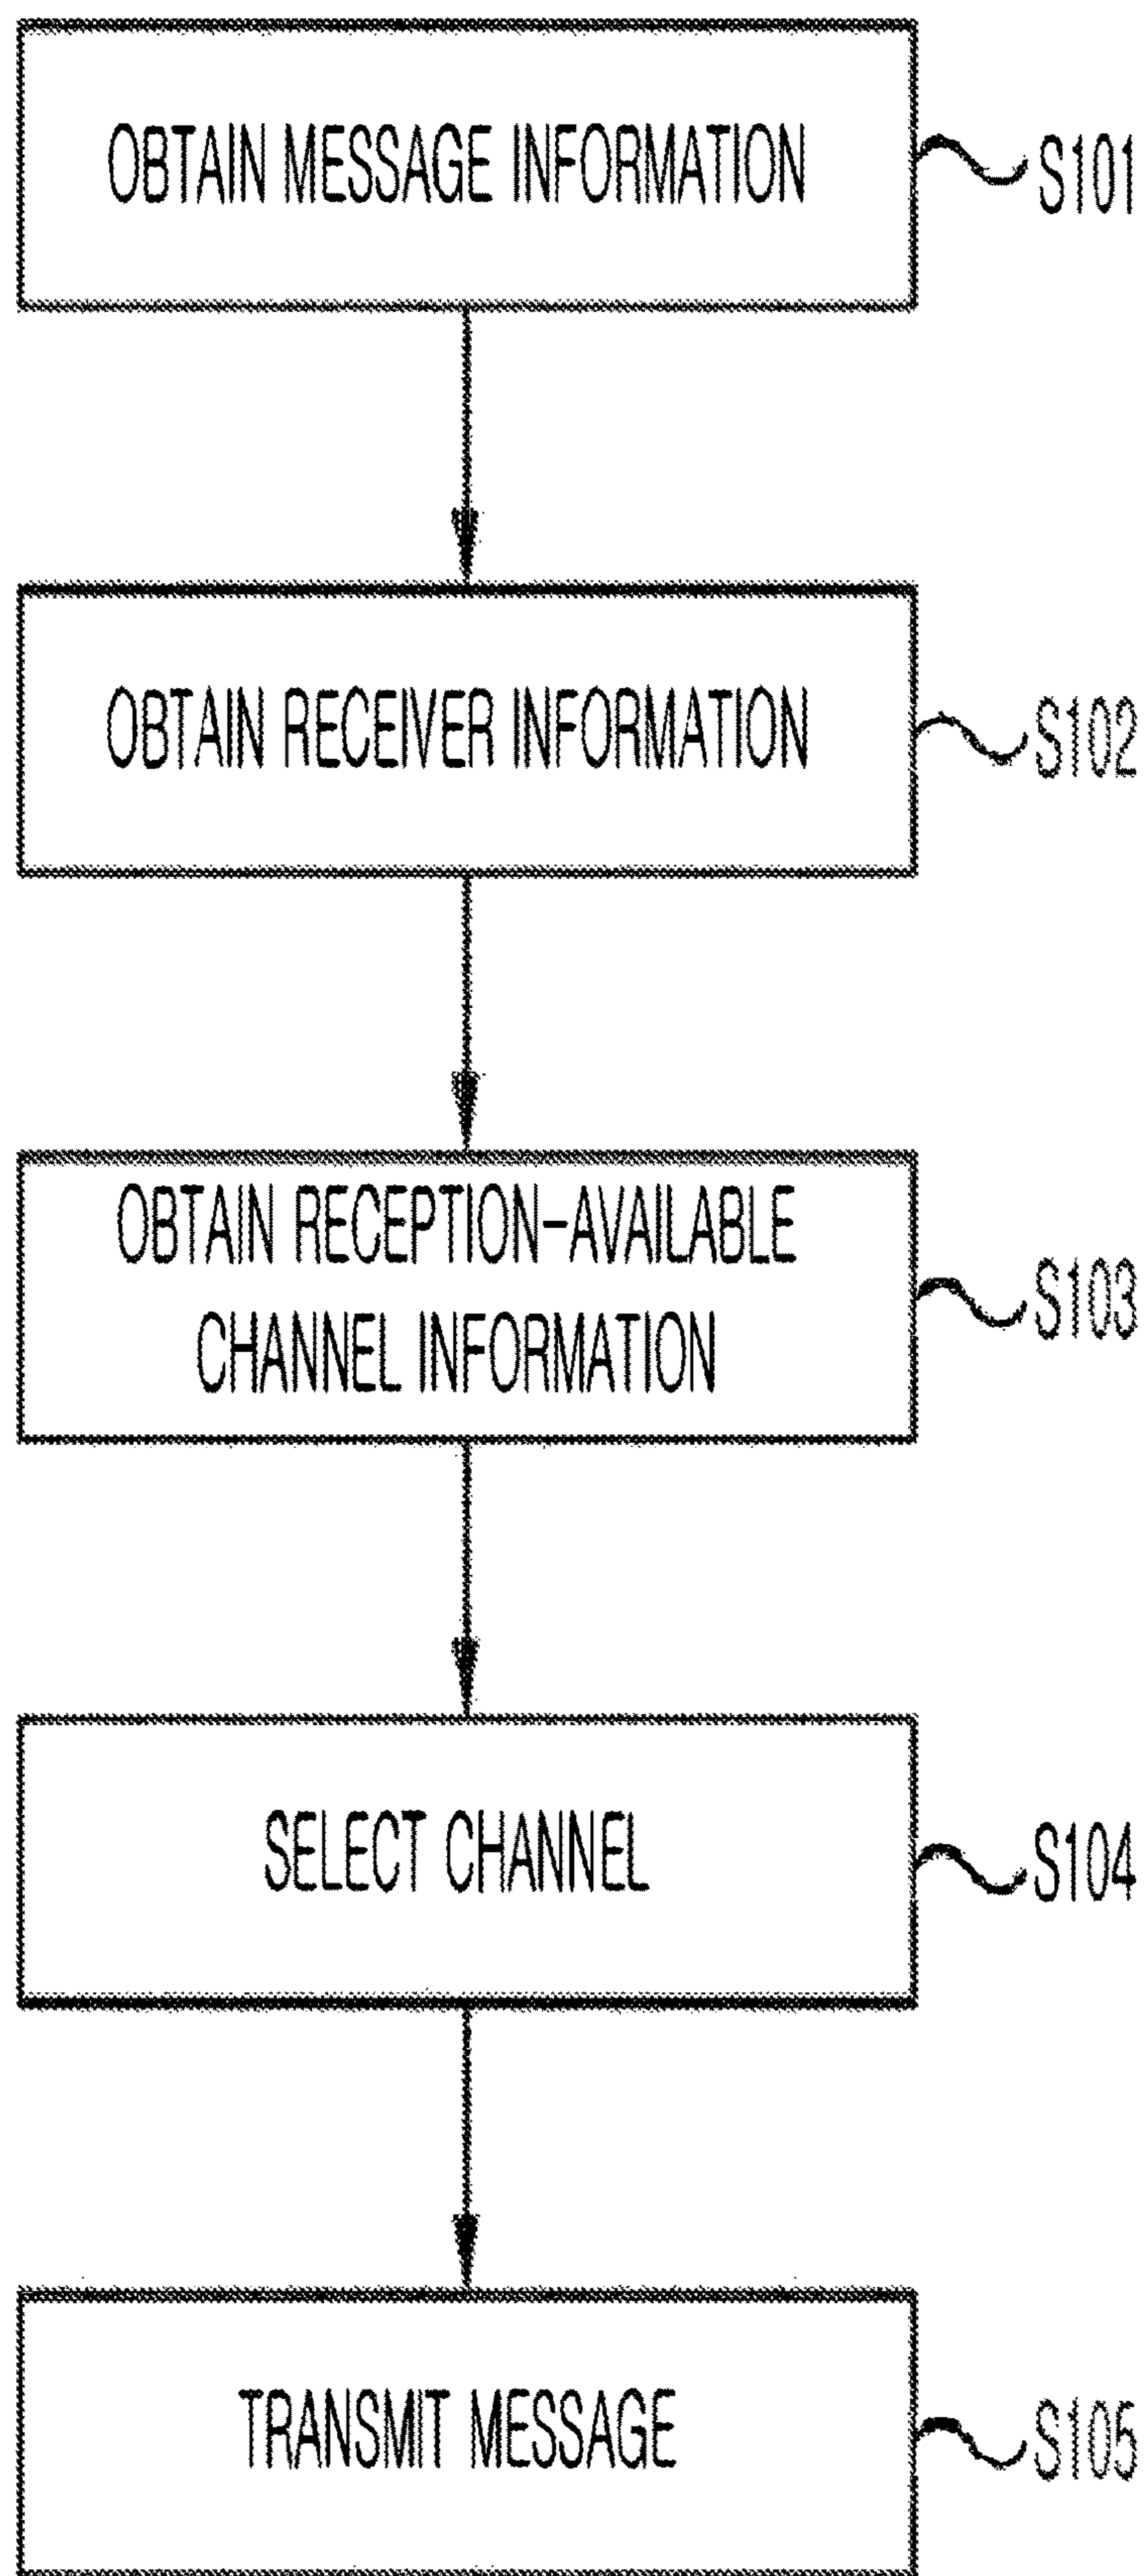 OBTAIN MESSAGE INFORMATION
S101
OBTAIN RECEIVER INFORMATION
S102
OBTAIN RECEPTION-AVAILABLE
CHANNEL INFORMATION
S103
SELECT CHANNEL
S104
TRANSMIT MESSAGE
S105